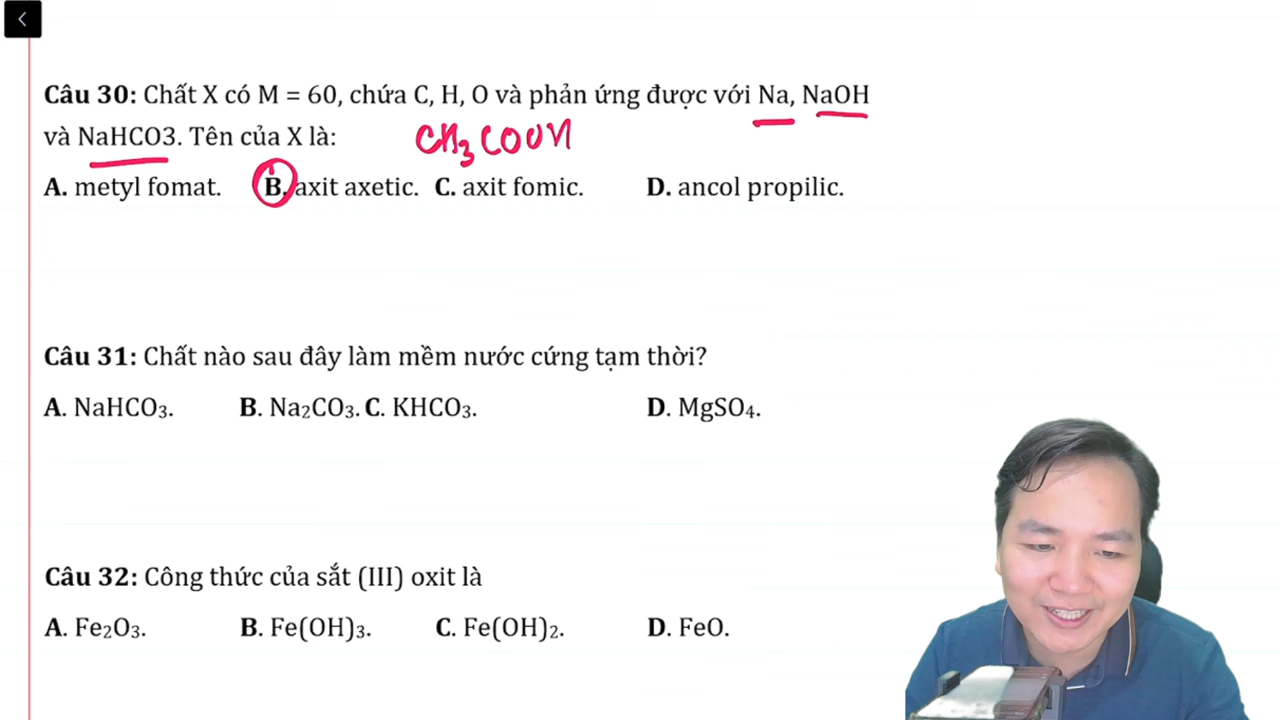 Câu 30: Chất X có M = 60, chứa C, H, O và phản ứng được với Na, NaOH
và NaHCO3. Tên của X là:
CH₃COOH
A. metyl fomat. B. axit axetic. C. axit fomic. D. ancol propilic.
Câu 31: Chất nào sau đây làm mềm nước cứng tạm thời?
A. NaHCO₃. B. Na₂CO₃. C. KHCO₃. D. MgSO₄.
Câu 32: Công thức của sắt (III) oxit là
A. Fe₂O₃. B. Fe(OH)₃. C. Fe(OH)₂. D. FeO.